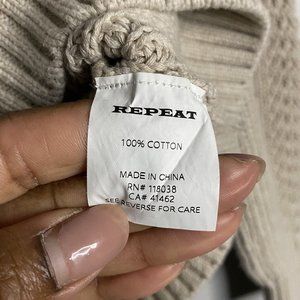 REPEAT
100% COTTON
MADE IN CHINA
RN# 118038
CA# 41462
SEE REVERSE FOR CARE